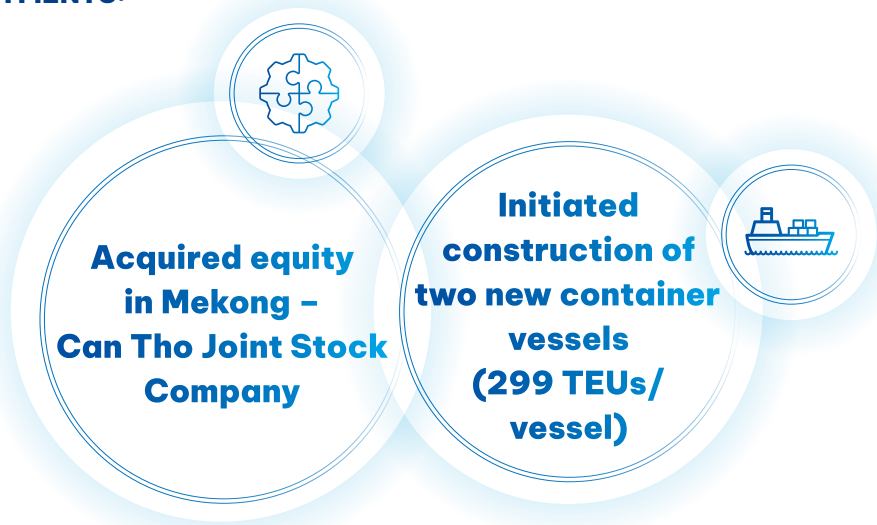 Acquired equity
in Mekong –
Can Tho Joint Stock
Company
Initiated
construction of
two new container
vessels
(299 TEUs/
vessel)